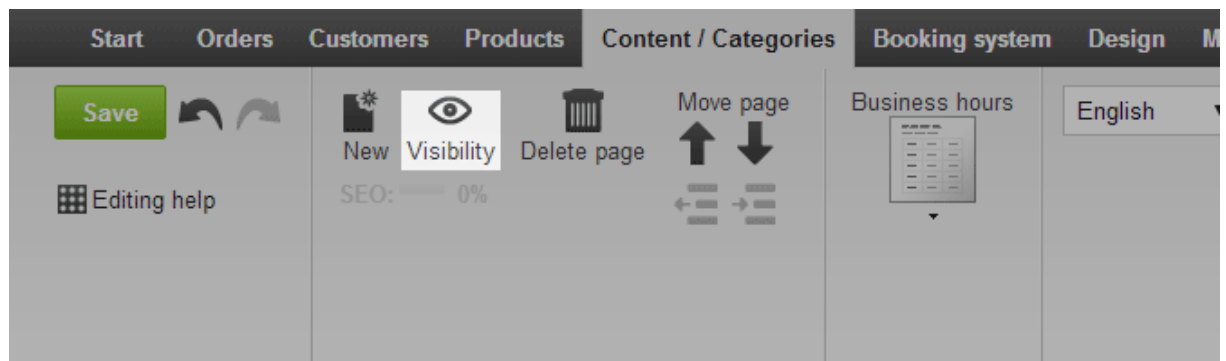 Start Orders Customers Products Content / Categories Booking system Design M
Save
New Visibility Delete page
Move page
Business hours
English
SEO: 0%
Editing help